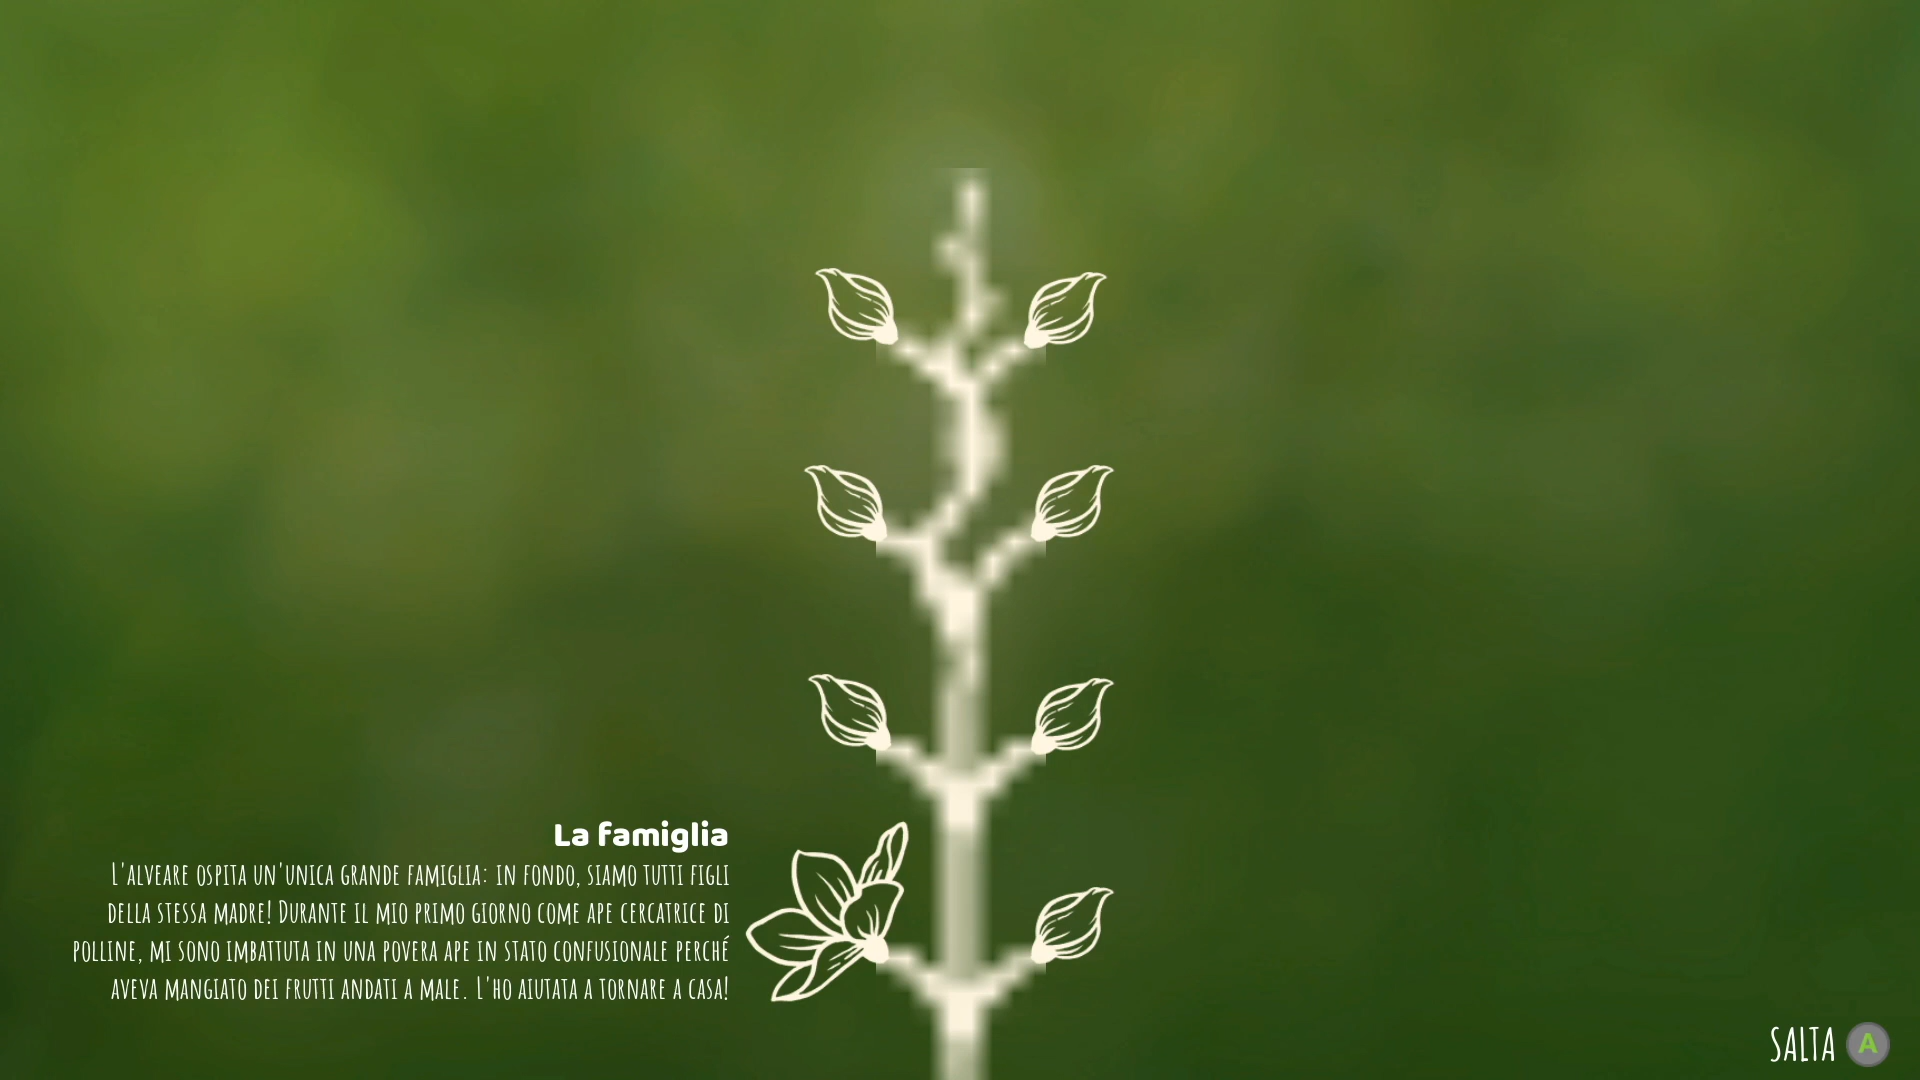 La famiglia
L'alveare ospita un'unica grande famiglia: in fondo, siamo tutti figli
della stessa madre! Durante il mio primo giorno come ape cercatrice di
polline, mi sono imbattuta in una povera ape in stato confusionale perché
aveva mangiato dei frutti andati a male. L'ho aiutata a tornare a casa!
SALTA A